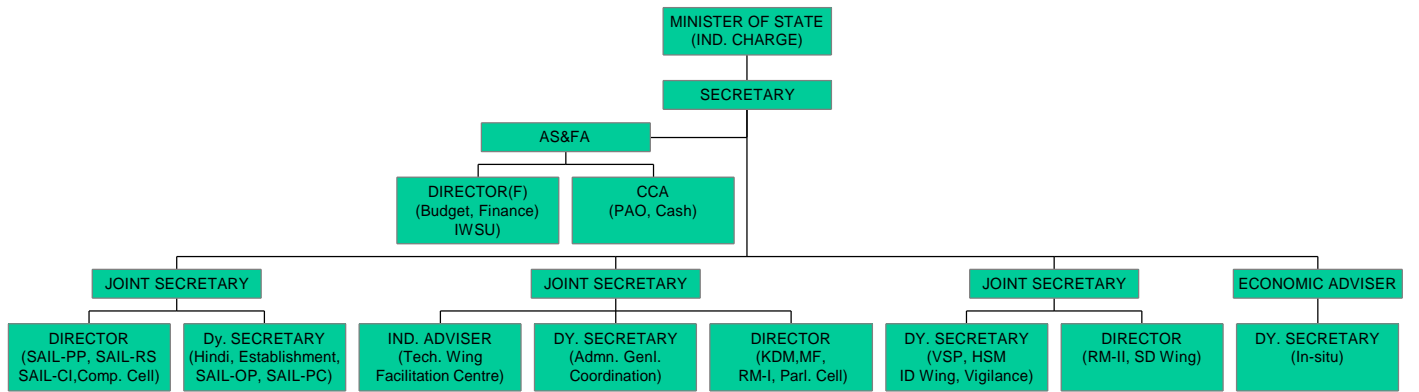 MINISTER OF STATE
(IND. CHARGE)
SECRETARY
AS&FA
DIRECTOR(F)
(Budget, Finance)
IWSU)
CCA
(PAO, Cash)
JOINT SECRETARY
JOINT SECRETARY
JOINT SECRETARY
ECONOMIC ADVISER
DIRECTOR
(SAIL-PP, SAIL-RS
SAIL-CI,Comp. Cell)
Dy. SECRETARY
(Hindi, Establishment,
SAIL-OP, SAIL-PC)
IND. ADVISER
(Tech. Wing
Facilitation Centre)
DY. SECRETARY
(Admn. Genl.
Coordination)
DIRECTOR
(KDM,MF,
RM-I, Parl. Cell)
DY. SECRETARY
(VSP, HSM
ID Wing, Vigilance)
DIRECTOR
(RM-II, SD Wing)
DY. SECRETARY
(In-situ)